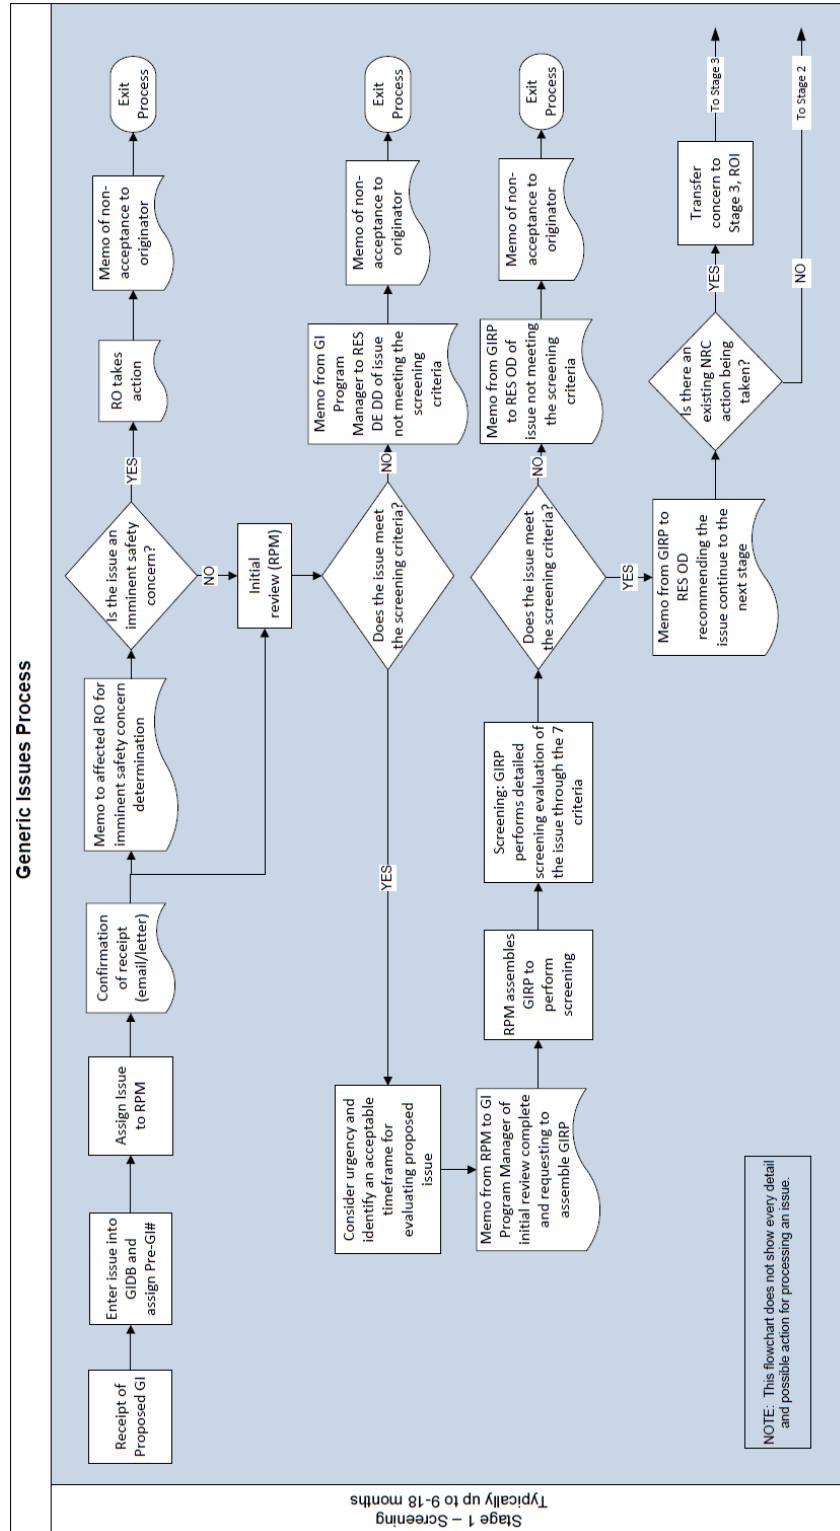 Generic Issues Process
Stage 1 – Screening
Typically up to 9-18 months
Receipt of
Proposed GI
Enter issue into
GIDB and
assign Pre-GI#
Assign Issue
to RPM
Confirmation
of receipt
(email/letter)
Memo to affected RO for
imminent safety concern
determination
Is the issue an
imminent safety
concern?
YES
RO takes
action
Memo of non-
acceptance to
originator
Exit
Process
NO
Initial
review (RPM)
Does the issue meet
the screening criteria?
NO
Memo from GI
Program
Manager to RES
DE DD of issue
not meeting the
screening
criteria
Memo of non-
acceptance to
originator
Exit
Process
YES
Consider urgency and
identify an acceptable
timeframe for
evaluating proposed
issue
Memo from RPM to GI
Program Manager of
initial review complete
and requesting to
assemble GIRP
RPM assembles
GIRP to
perform
screening
Screening: GIRP
performs detailed
screening evaluation of
the issue through the 7
criteria
Does the issue meet
the screening criteria?
NO
Memo from GIRP
to RES OD of
issue not meeting
the screening
criteria
Memo of non-
acceptance to
originator
Exit
Process
YES
Memo from GIRP to
RES OD
recommending the
issue continue to the
next stage
Is there an
existing NRC
action being
taken?
YES
Transfer
concern to
Stage 3, ROI
To Stage 3
NO
To Stage 2
NOTE: This flowchart does not show every detail
and possible action for processing an issue.